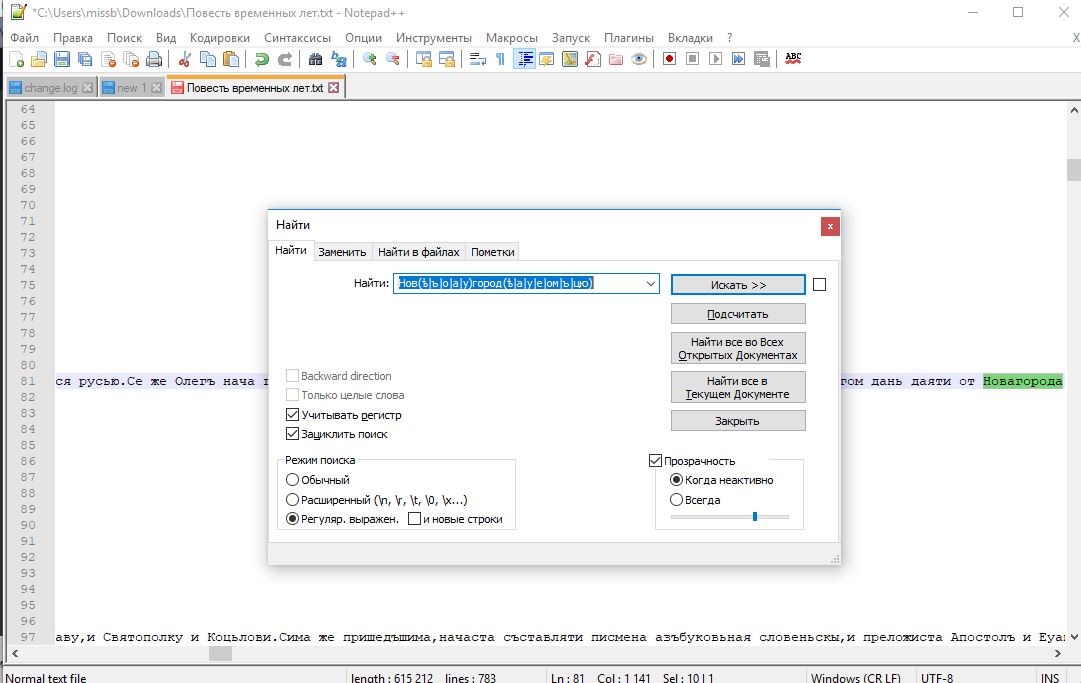 *C:\Users\missb\Downloads\Повесть временных лет.txt - Notepad++
Файл Правка Поиск Вид Кодировки Синтаксисы Опции Инструменты Макросы Запуск Плагины Вкладки ? X
ABC
change.log new 1 Повесть временных лет.txt
64
65
66
67
68
69
70
71
72
73
74
75
76
77
78
79
80
81 ся русью.Се же Олегъ нача г том дань даяти от Новагорода
82
83
84
85
86
87
88
89
90
91
92
93
94
95
96
97 аву,и Святополку и Коцьлови.Сима же пришедъшима,начаста съставляти писмена азъбуковьная словеньскы,и преложиста Апостолъ и Еуан
Найти
Найти Заменить Найти в файлах Пометки
Найти: Нов(ѣ|ъ|о|а|у)город(ѣ|а|у|е|ом|ъ|цю)
Искать >>
Подсчитать
Найти все во Всех
Открытых Документах
Найти все в
Текущем Документе
Закрыть
Backward direction
Только целые слова
Учитывать регистр
Зациклить поиск
Режим поиска
Обычный
Расширенный (\n, \r, \t, \0, \x...)
Регуляр. выражен. и новые строки
Прозрачность
Когда неактивно
Всегда
Normal text file length : 615 212 lines : 783 Ln : 81 Col : 1 141 Sel : 10 | 1 Windows (CR LF) UTF-8 INS